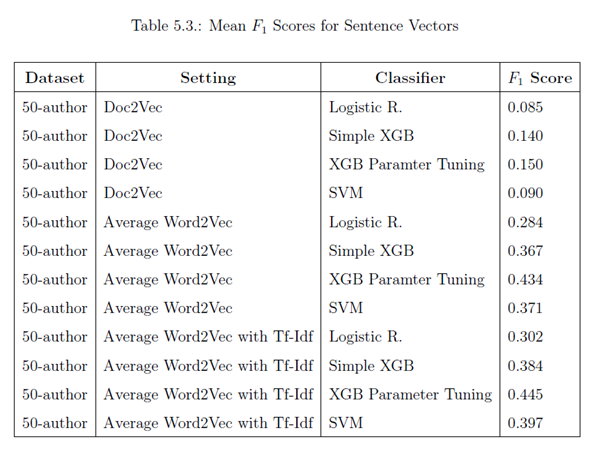 Table 5.3.: Mean F1 Scores for Sentence Vectors
Dataset Setting Classifier F1 Score
50-author Doc2Vec Logistic R. 0.085
50-author Doc2Vec Simple XGB 0.140
50-author Doc2Vec XGB Paramter Tuning 0.150
50-author Doc2Vec SVM 0.090
50-author Average Word2Vec Logistic R. 0.284
50-author Average Word2Vec Simple XGB 0.367
50-author Average Word2Vec XGB Paramter Tuning 0.434
50-author Average Word2Vec SVM 0.371
50-author Average Word2Vec with Tf-Idf Logistic R. 0.302
50-author Average Word2Vec with Tf-Idf Simple XGB 0.384
50-author Average Word2Vec with Tf-Idf XGB Parameter Tuning 0.445
50-author Average Word2Vec with Tf-Idf SVM 0.397